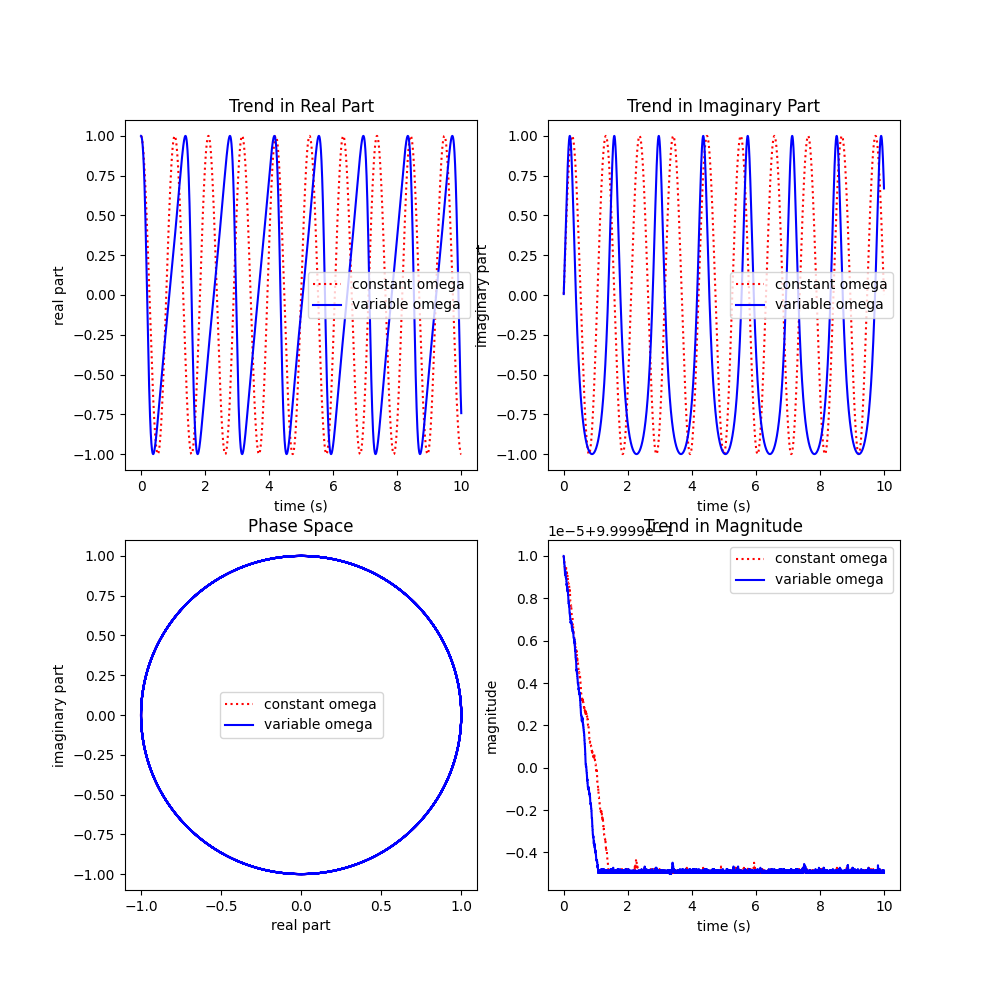 Trend in Real Part
1.00
0.75
0.50
0.25
0.00
−0.25
−0.50
−0.75
−1.00
real part
constant omega
variable omega
0 2 4 6 8 10
time (s)
Trend in Imaginary Part
1.00
0.75
0.50
0.25
0.00
−0.25
−0.50
−0.75
−1.00
imaginary part
constant omega
variable omega
0 2 4 6 8 10
time (s)
Phase Space
1.00
0.75
0.50
0.25
0.00
−0.25
−0.50
−0.75
−1.00
imaginary part
constant omega
variable omega
−1.0 −0.5 0.0 0.5 1.0
real part
1e-5+9.9999e-1
Trend in Magnitude
1.0
0.8
0.6
0.4
0.2
0.0
−0.2
−0.4
magnitude
constant omega
variable omega
0 2 4 6 8 10
time (s)